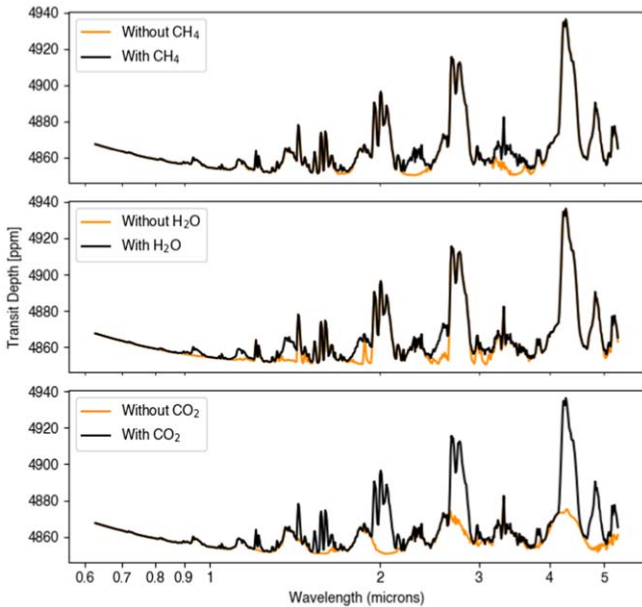 4940
4920
4900
4880
4860
Without CH₄
With CH₄
4940
4920
4900
4880
4860
Without H₂O
With H₂O
Transit Depth [ppm]
4940
4920
4900
4880
4860
Without CO₂
With CO₂
0.6 0.7 0.8 0.9 1 2 3 4 5
Wavelength (microns)